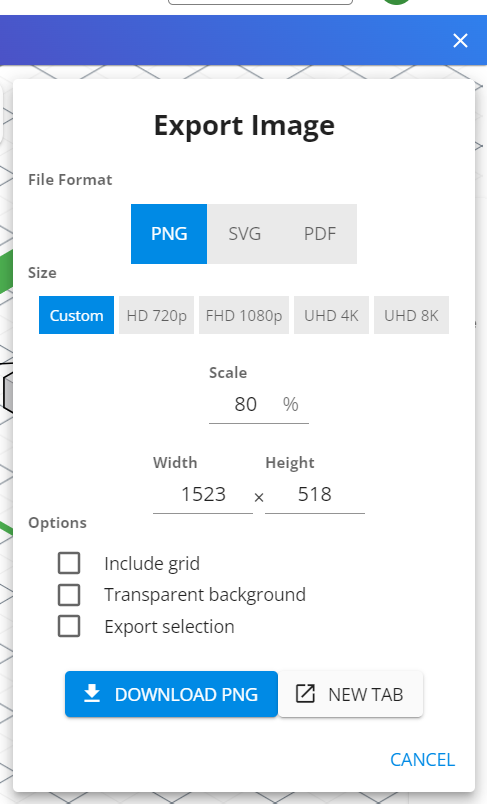 Export Image
File Format
PNG SVG PDF
Size
Custom HD 720p FHD 1080p UHD 4K UHD 8K
Scale
80 %
Width Height
1523 × 518
Options
Include grid
Transparent background
Export selection
DOWNLOAD PNG NEW TAB
CANCEL